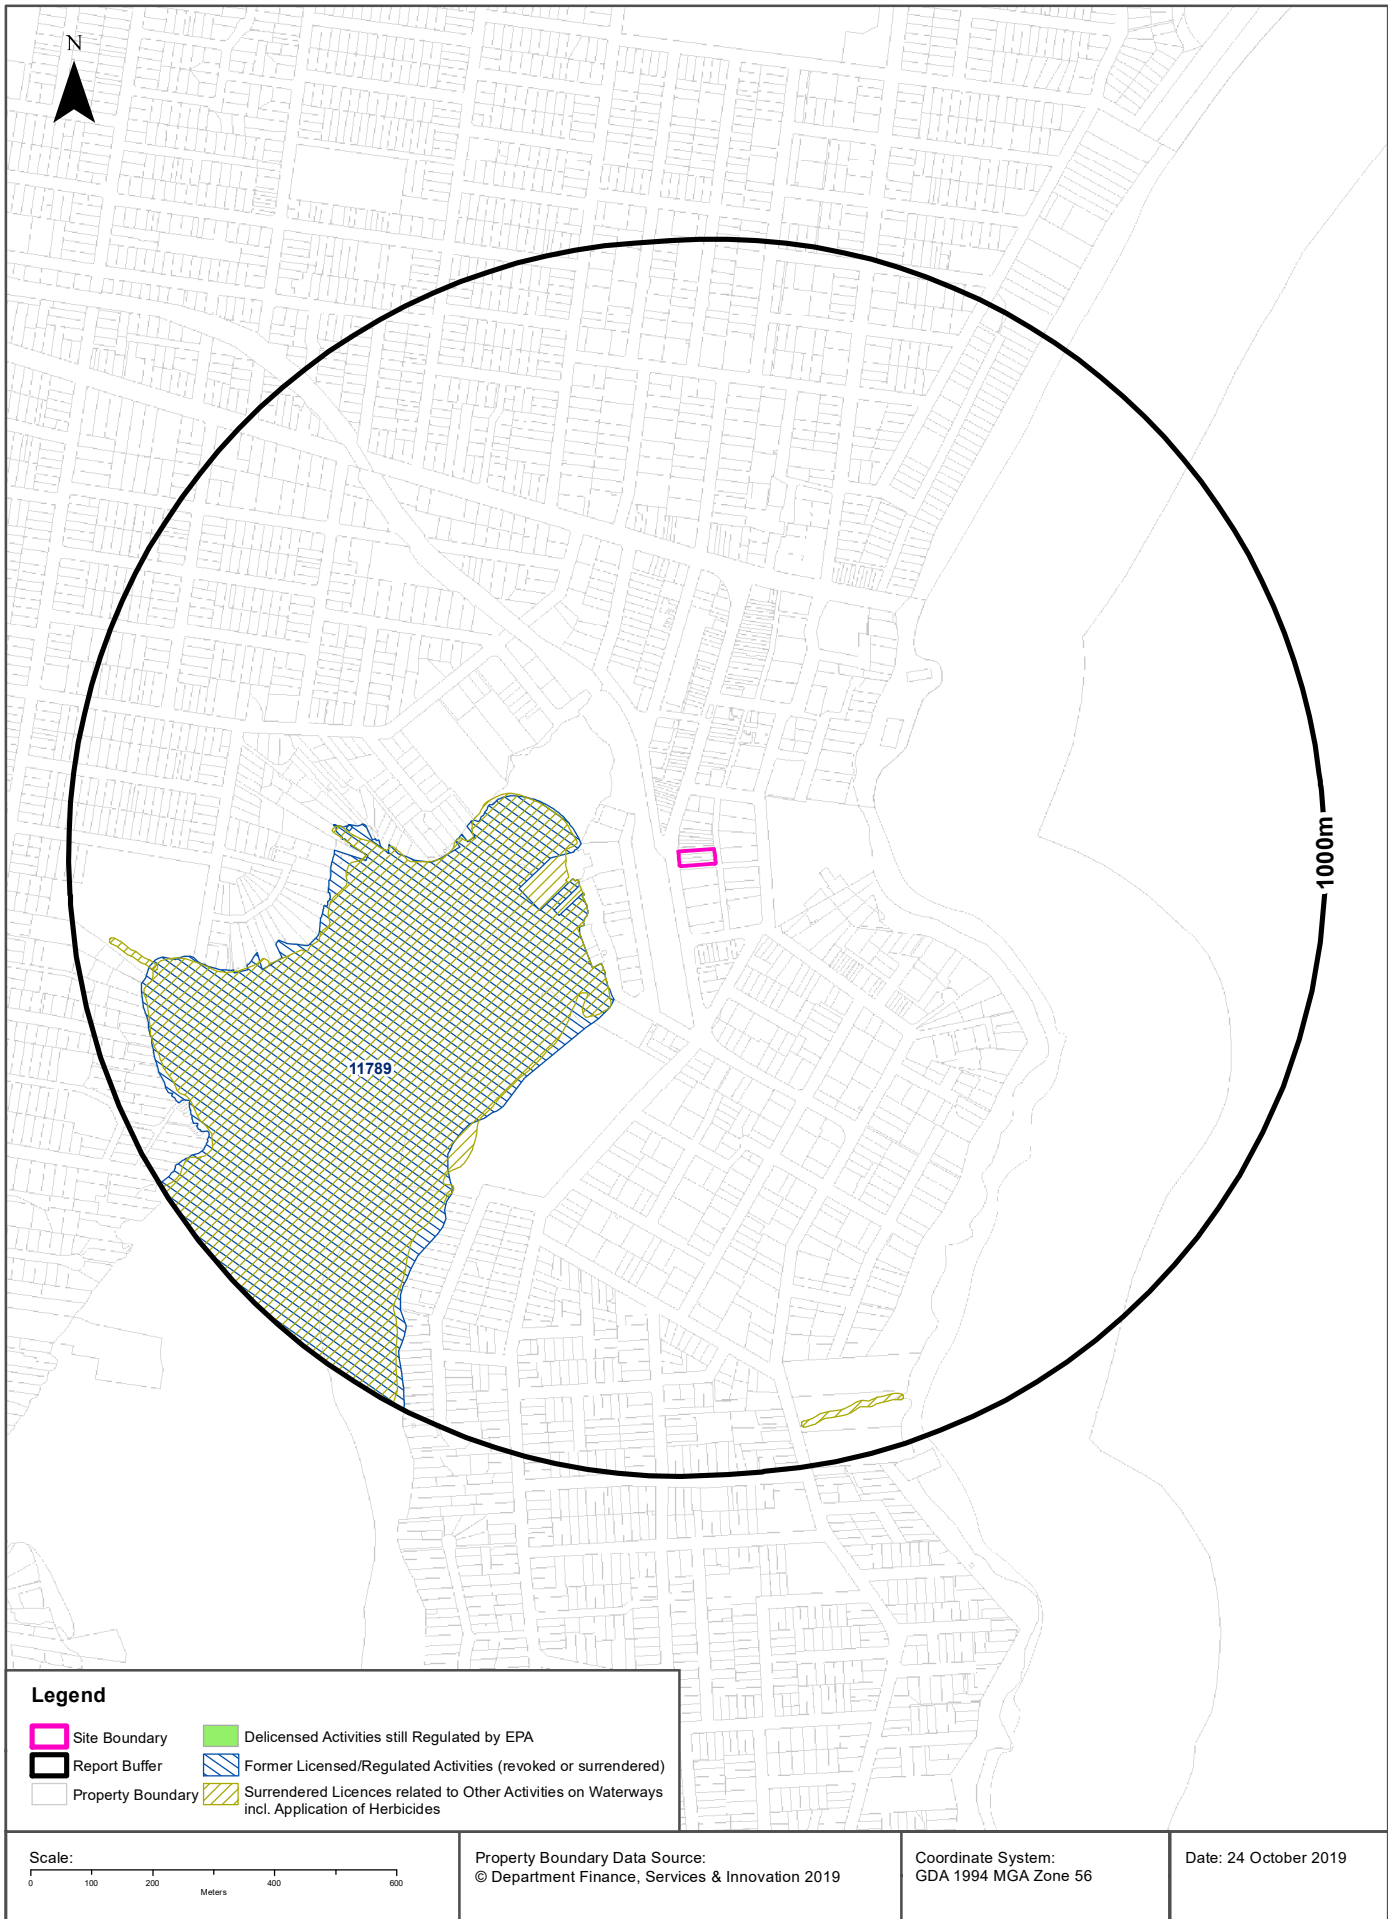 N
1000m
11789
Legend
Site Boundary
Report Buffer
Property Boundary
Delicensed Activities still Regulated by EPA
Former Licensed/Regulated Activities (revoked or surrendered)
Surrendered Licences related to Other Activities on Waterways
incl. Application of Herbicides
Scale:
0 100 200 400 600
Meters
Property Boundary Data Source:
© Department Finance, Services & Innovation 2019
Coordinate System:
GDA 1994 MGA Zone 56
Date: 24 October 2019